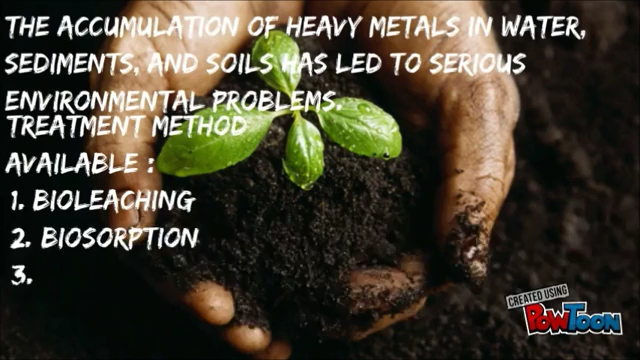 THE ACCUMULATION OF HEAVY METALS IN WATER,
SEDIMENTS, AND SOILS HAS LED TO SERIOUS
ENVIRONMENTAL PROBLEMS.
TREATMENT METHOD
AVAILABLE :
1. BIOLEACHING
2. BIOSORPTION
3.
CREATED USING
POWTOON